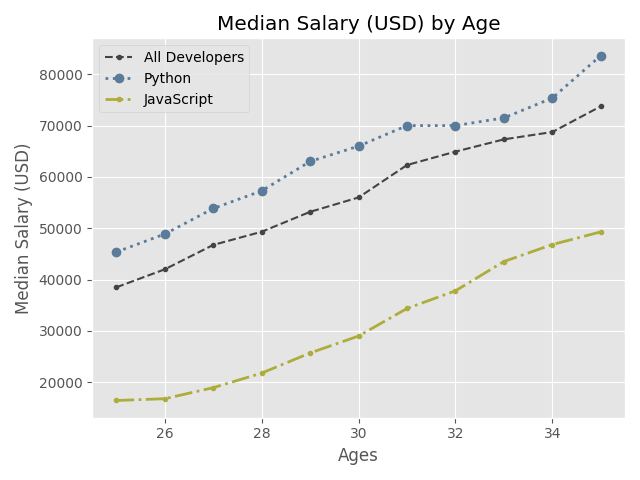 Median Salary (USD) by Age
All Developers
Python
JavaScript
Median Salary (USD)
80000
70000
60000
50000
40000
30000
20000
26 28 30 32 34
Ages